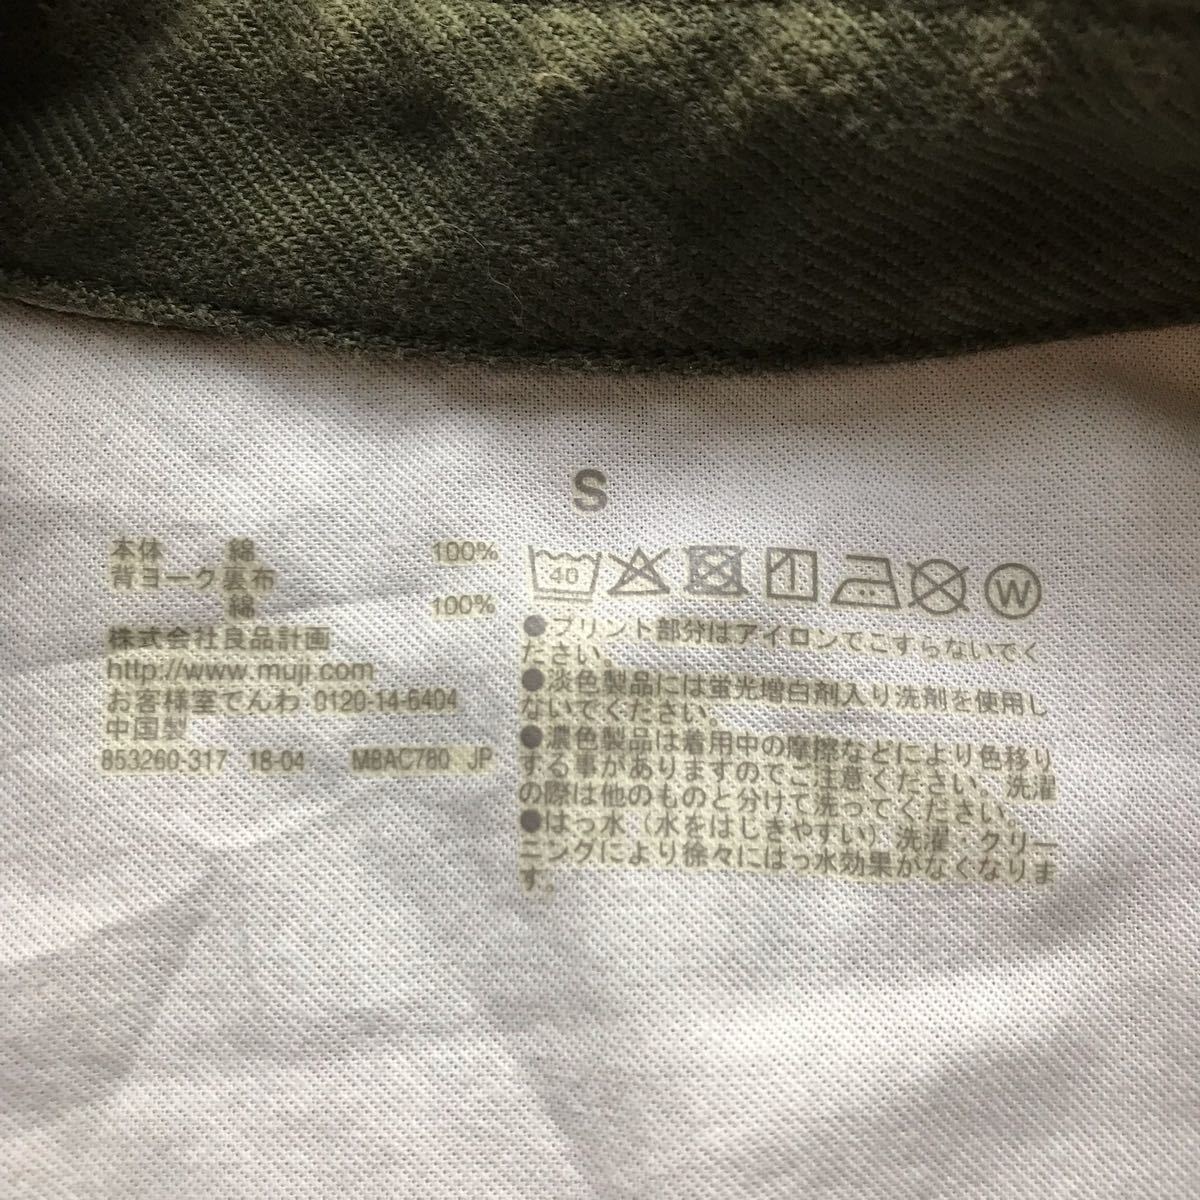 S
本体 綿 100%
背ヨーク裏布
綿 100%
株式会社良品計画
http://www.muji.com
お客様室でんわ 0120-14-6404
中国製
853260-317 18-04 M8AC780 JP
40
W
●プリント部分はアイロンでこすらないでく
ださい。
●淡色製品には蛍光増白剤入り洗剤を使用し
ないでください。
●濃色製品は着用中の摩擦などにより色移り
する事がありますのでご注意ください。洗濯
の際は他のものと分けて洗ってください。
●はっ水（水をはじきやすい）洗濯・クリー
ニングにより徐々にはっ水効果がなくなりま
す。